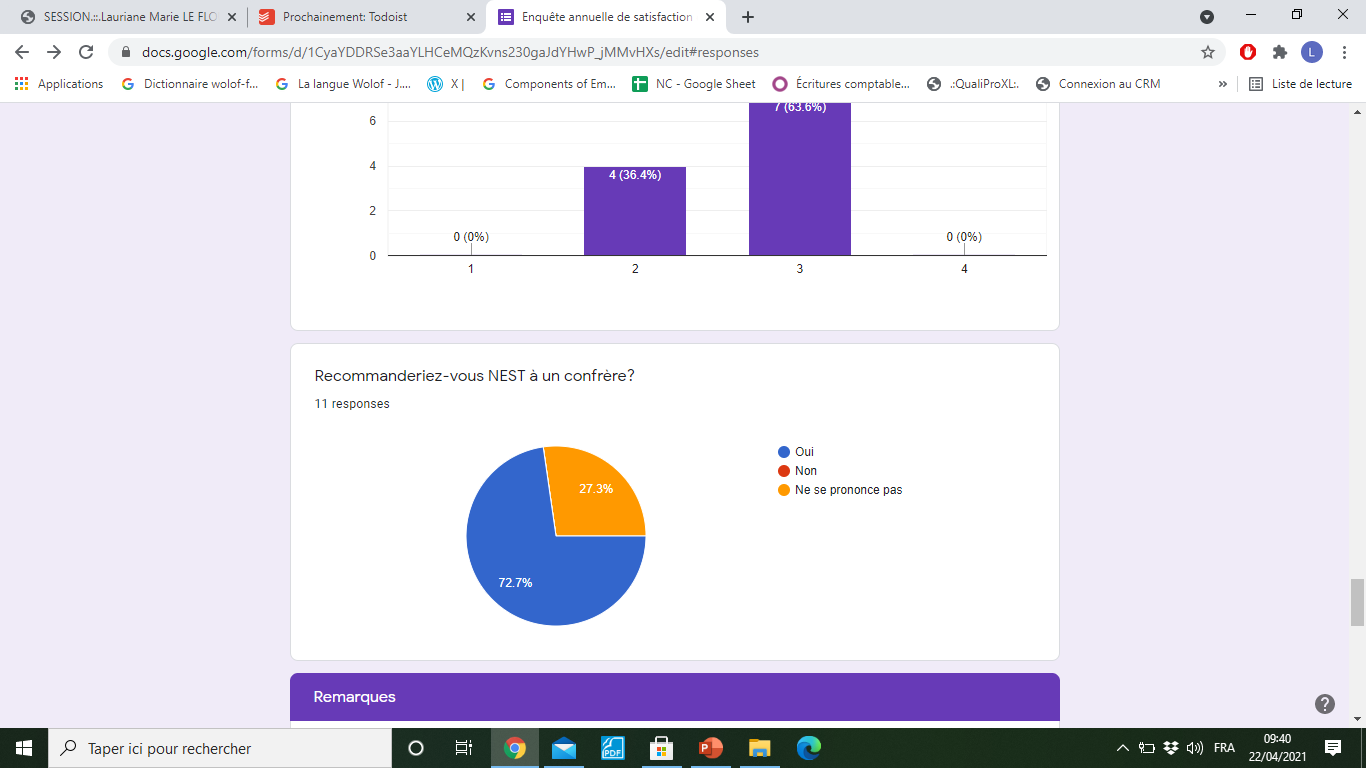 SESSION.::.Lauriane Marie LE FLO
Prochainement: Todoist
Enquête annuelle de satisfaction
docs.google.com/forms/d/1CyaYDDRSe3aaYLHCeMQzKvns230gaJdYHwP_jMMvHXs/edit#responses
L
Applications
Dictionnaire wolof-f...
La langue Wolof - J....
X |
Components of Em...
NC - Google Sheet
Écritures comptable...
.:QualiProXL:.
Connexion au CRM
»
Liste de lecture
7 (63.6%)
6
4
4 (36.4%)
2
0 (0%)
0 (0%)
0
1 2 3 4
Recommanderiez-vous NEST à un confrère?
11 responses
Oui
Non
Ne se prononce pas
27.3%
72.7%
Remarques
Taper ici pour rechercher
PDF
FRA
09:40
22/04/2021